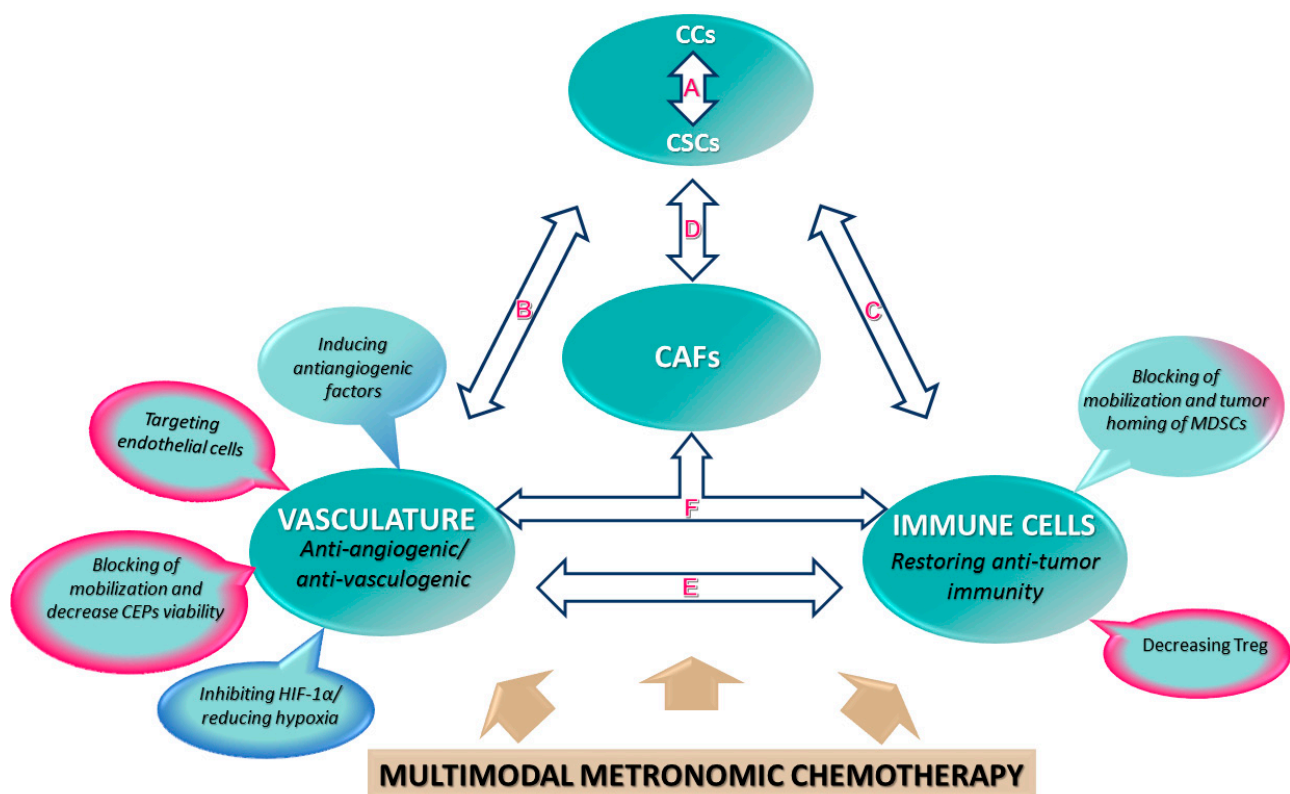 CCs
A
CSCs
D
B
C
CAFs
Inducing
antiangiogenic
factors
Targeting
endothelial cells
Blocking of
mobilization and tumor
homing of MDSCs
F
VASCULATURE
Anti-angiogenic/
anti-vasculogenic
IMMUNE CELLS
Restoring anti-tumor
immunity
Blocking of
mobilization and
decrease CEPs viability
E
Decreasing Treg
Inhibiting HIF-1α/
reducing hypoxia
MULTIMODAL METRONOMIC CHEMOTHERAPY